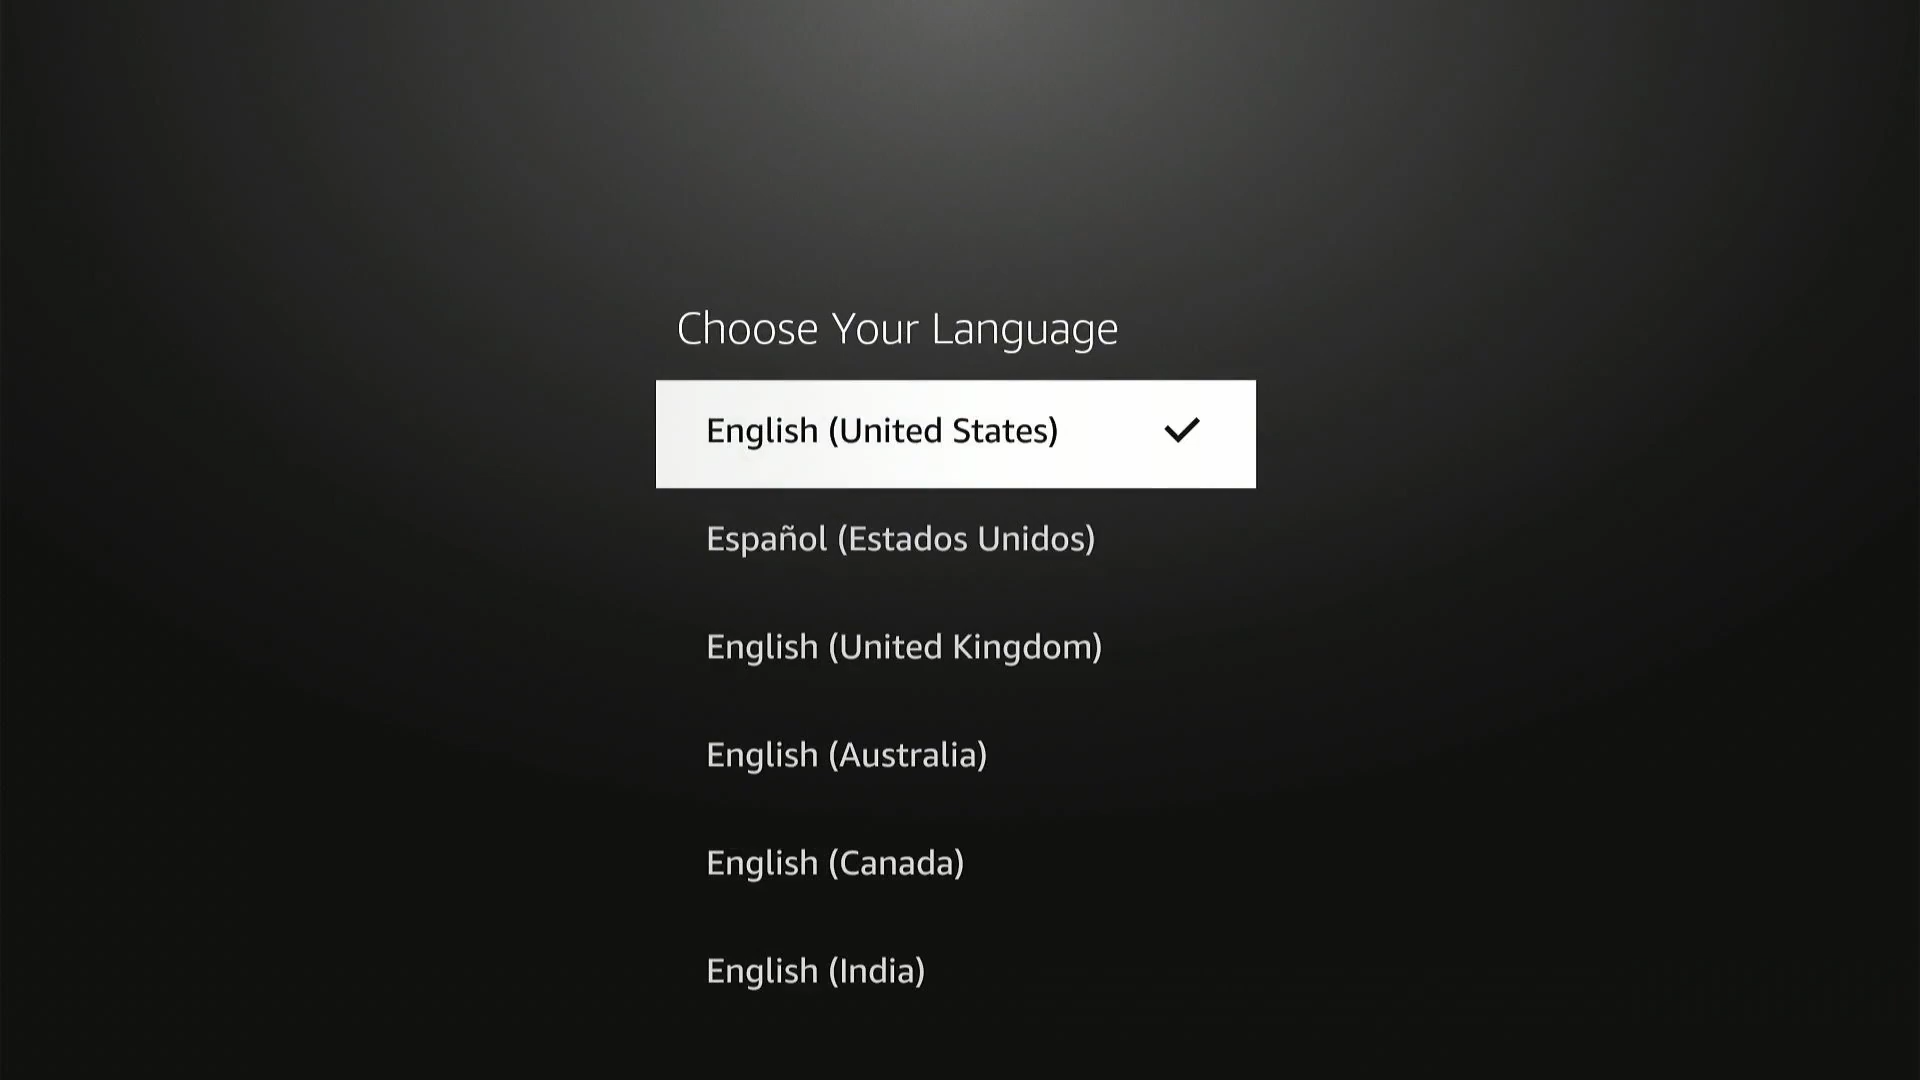 Choose Your Language
English (United States)
Español (Estados Unidos)
English (United Kingdom)
English (Australia)
English (Canada)
English (India)